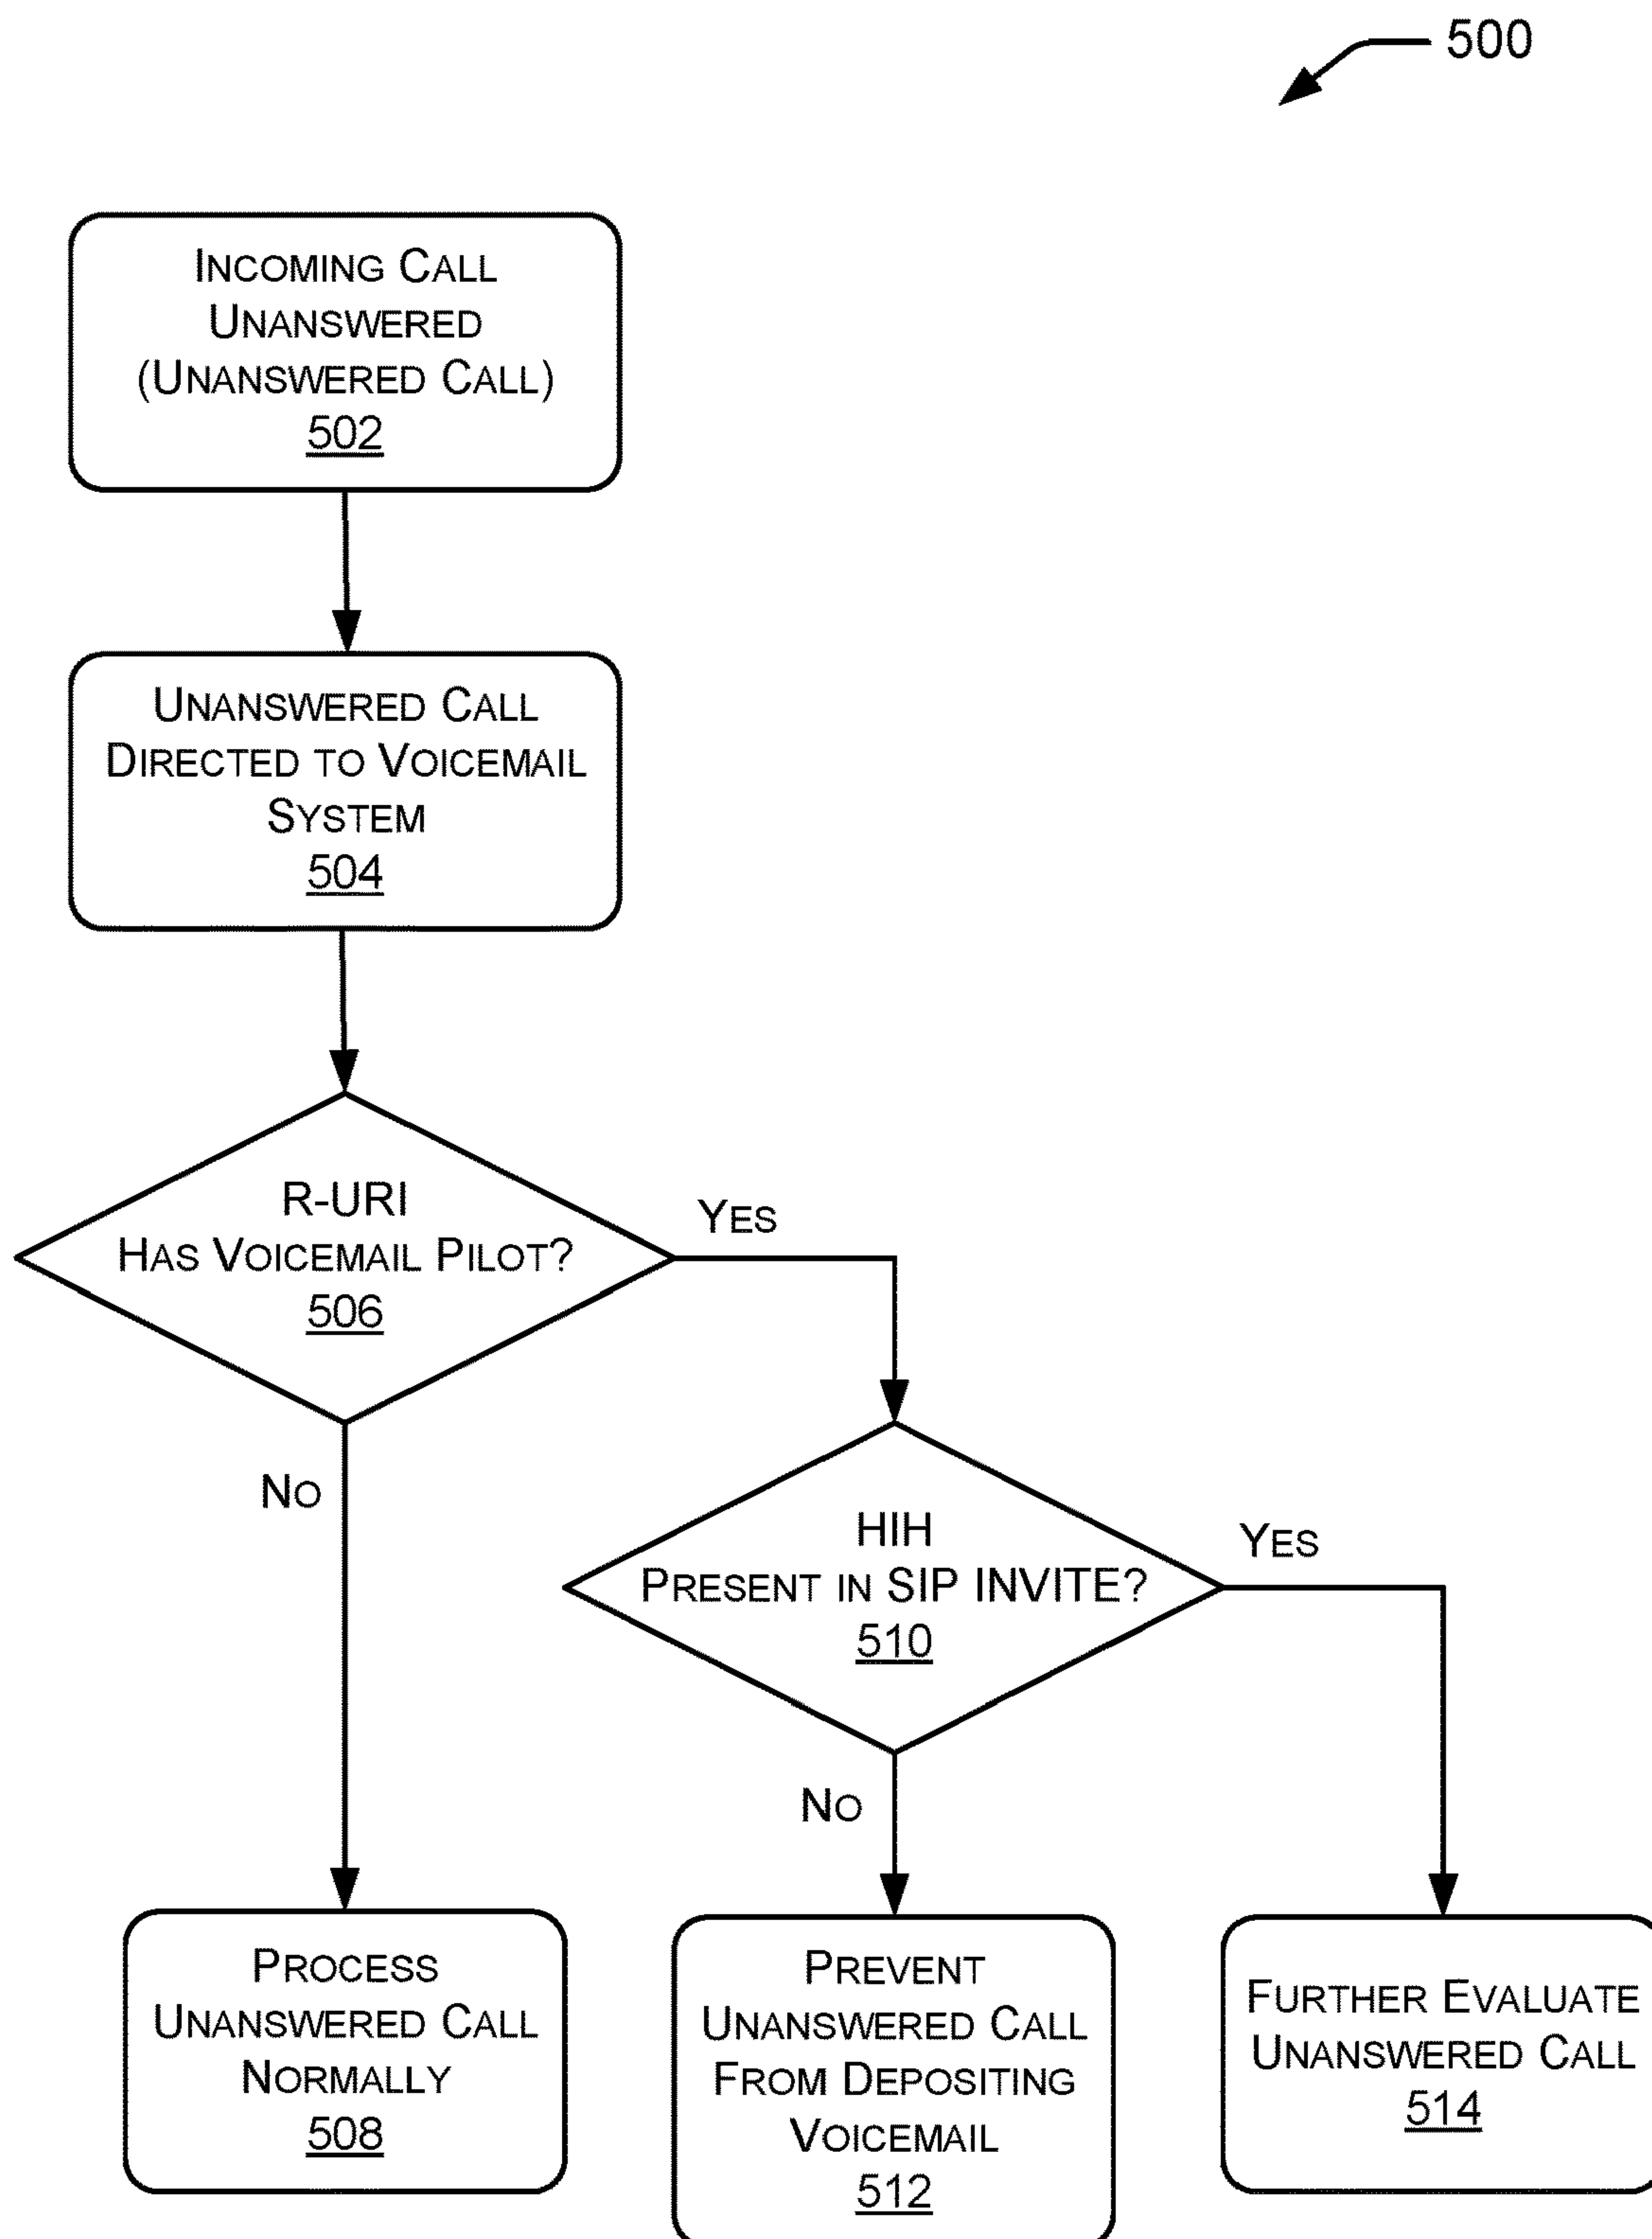 500
INCOMING CALL
UNANSWERED
(UNANSWERED CALL)
502
UNANSWERED CALL
DIRECTED TO VOICEMAIL
SYSTEM
504
R-URI
HAS VOICEMAIL PILOT?
506
YES
NO
HIH
PRESENT IN SIP INVITE?
510
YES
NO
PROCESS
UNANSWERED CALL
NORMALLY
508
PREVENT
UNANSWERED CALL
FROM DEPOSITING
VOICEMAIL
512
FURTHER EVALUATE
UNANSWERED CALL
514